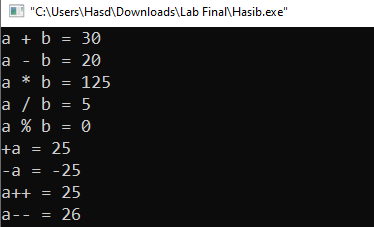 "C:\Users\Hasd\Downloads\Lab Final\Hasib.exe"
a + b = 30
a - b = 20
a * b = 125
a / b = 5
a % b = 0
+a = 25
-a = -25
a++ = 25
a-- = 26